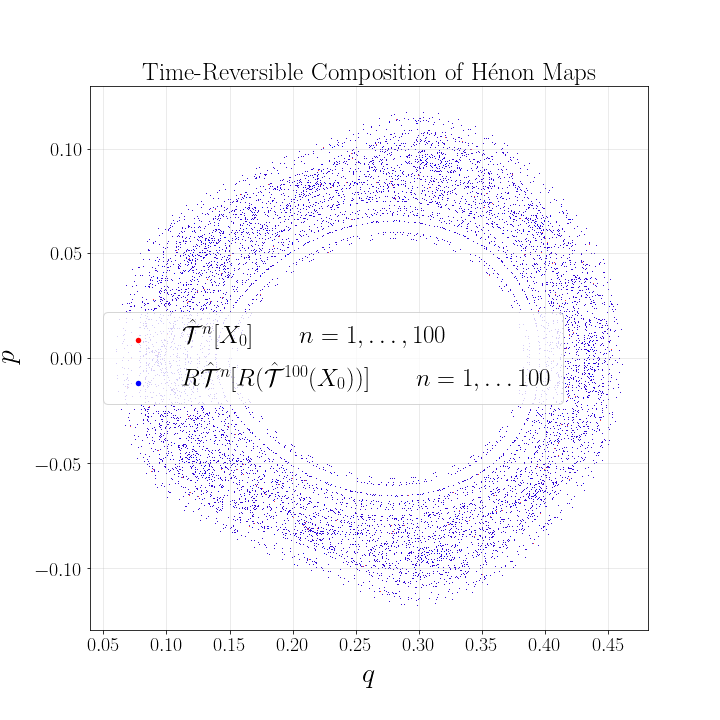 Time-Reversible Composition of Hénon Maps
0.10
0.05
0.00
−0.05
−0.10
p
𝒯̂ⁿ[X₀] n = 1, . . . , 100
R𝒯̂ⁿ[R(𝒯̂¹⁰⁰(X₀))] n = 1, . . . 100
0.05 0.10 0.15 0.20 0.25 0.30 0.35 0.40 0.45
q